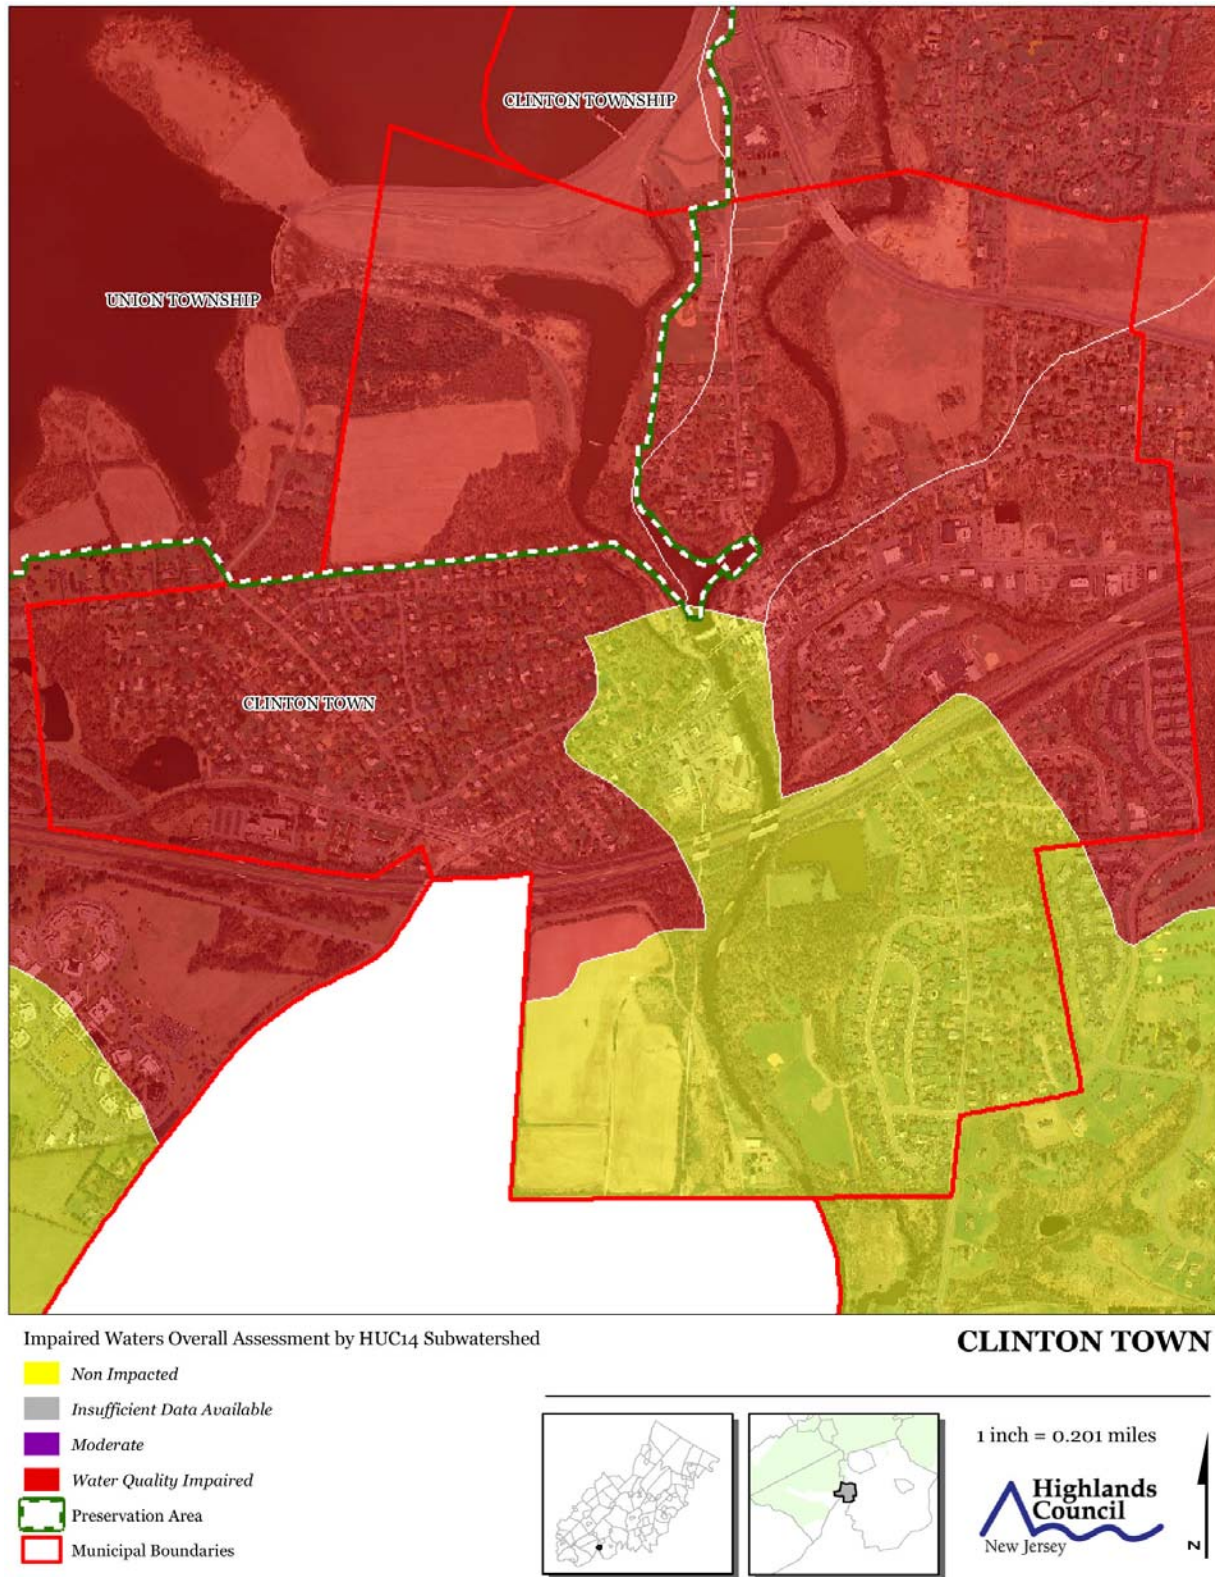 CLINTON TOWNSHIP
UNION TOWNSHIP
CLINTON TOWN
Impaired Waters Overall Assessment by HUC14 Subwatershed
Non Impacted
Insufficient Data Available
Moderate
Water Quality Impaired
Preservation Area
Municipal Boundaries
CLINTON TOWN
1 inch = 0.201 miles
Highlands
Council
New Jersey
N